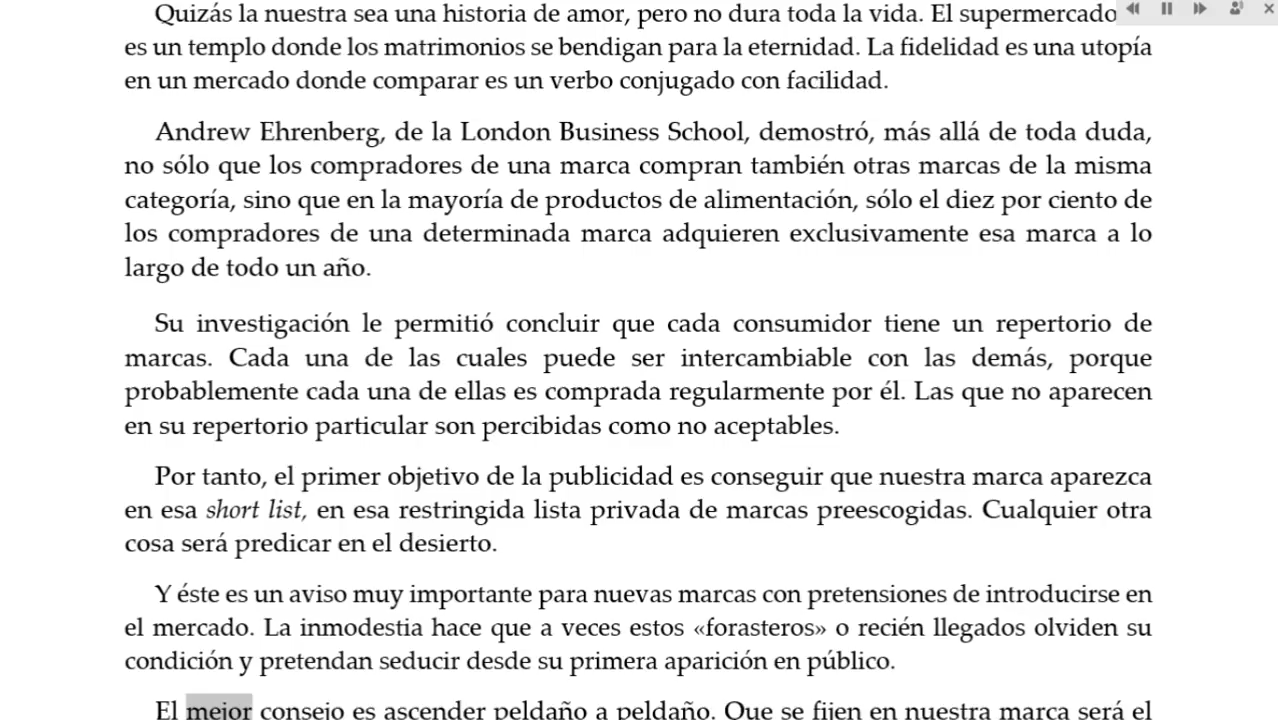 Quizás la nuestra sea una historia de amor, pero no dura toda la vida. El supermercado
es un templo donde los matrimonios se bendigan para la eternidad. La fidelidad es una utopía
en un mercado donde comparar es un verbo conjugado con facilidad.
Andrew Ehrenberg, de la London Business School, demostró, más allá de toda duda,
no sólo que los compradores de una marca compran también otras marcas de la misma
categoría, sino que en la mayoría de productos de alimentación, sólo el diez por ciento de
los compradores de una determinada marca adquieren exclusivamente esa marca a lo
largo de todo un año.
Su investigación le permitió concluir que cada consumidor tiene un repertorio de
marcas. Cada una de las cuales puede ser intercambiable con las demás, porque
probablemente cada una de ellas es comprada regularmente por él. Las que no aparecen
en su repertorio particular son percibidas como no aceptables.
Por tanto, el primer objetivo de la publicidad es conseguir que nuestra marca aparezca
en esa short list, en esa restringida lista privada de marcas preescogidas. Cualquier otra
cosa será predicar en el desierto.
Y éste es un aviso muy importante para nuevas marcas con pretensiones de introducirse en
el mercado. La inmodestia hace que a veces estos «forasteros» o recién llegados olviden su
condición y pretendan seducir desde su primera aparición en público.
El mejor consejo es ascender peldaño a peldaño. Que se fijen en nuestra marca será el